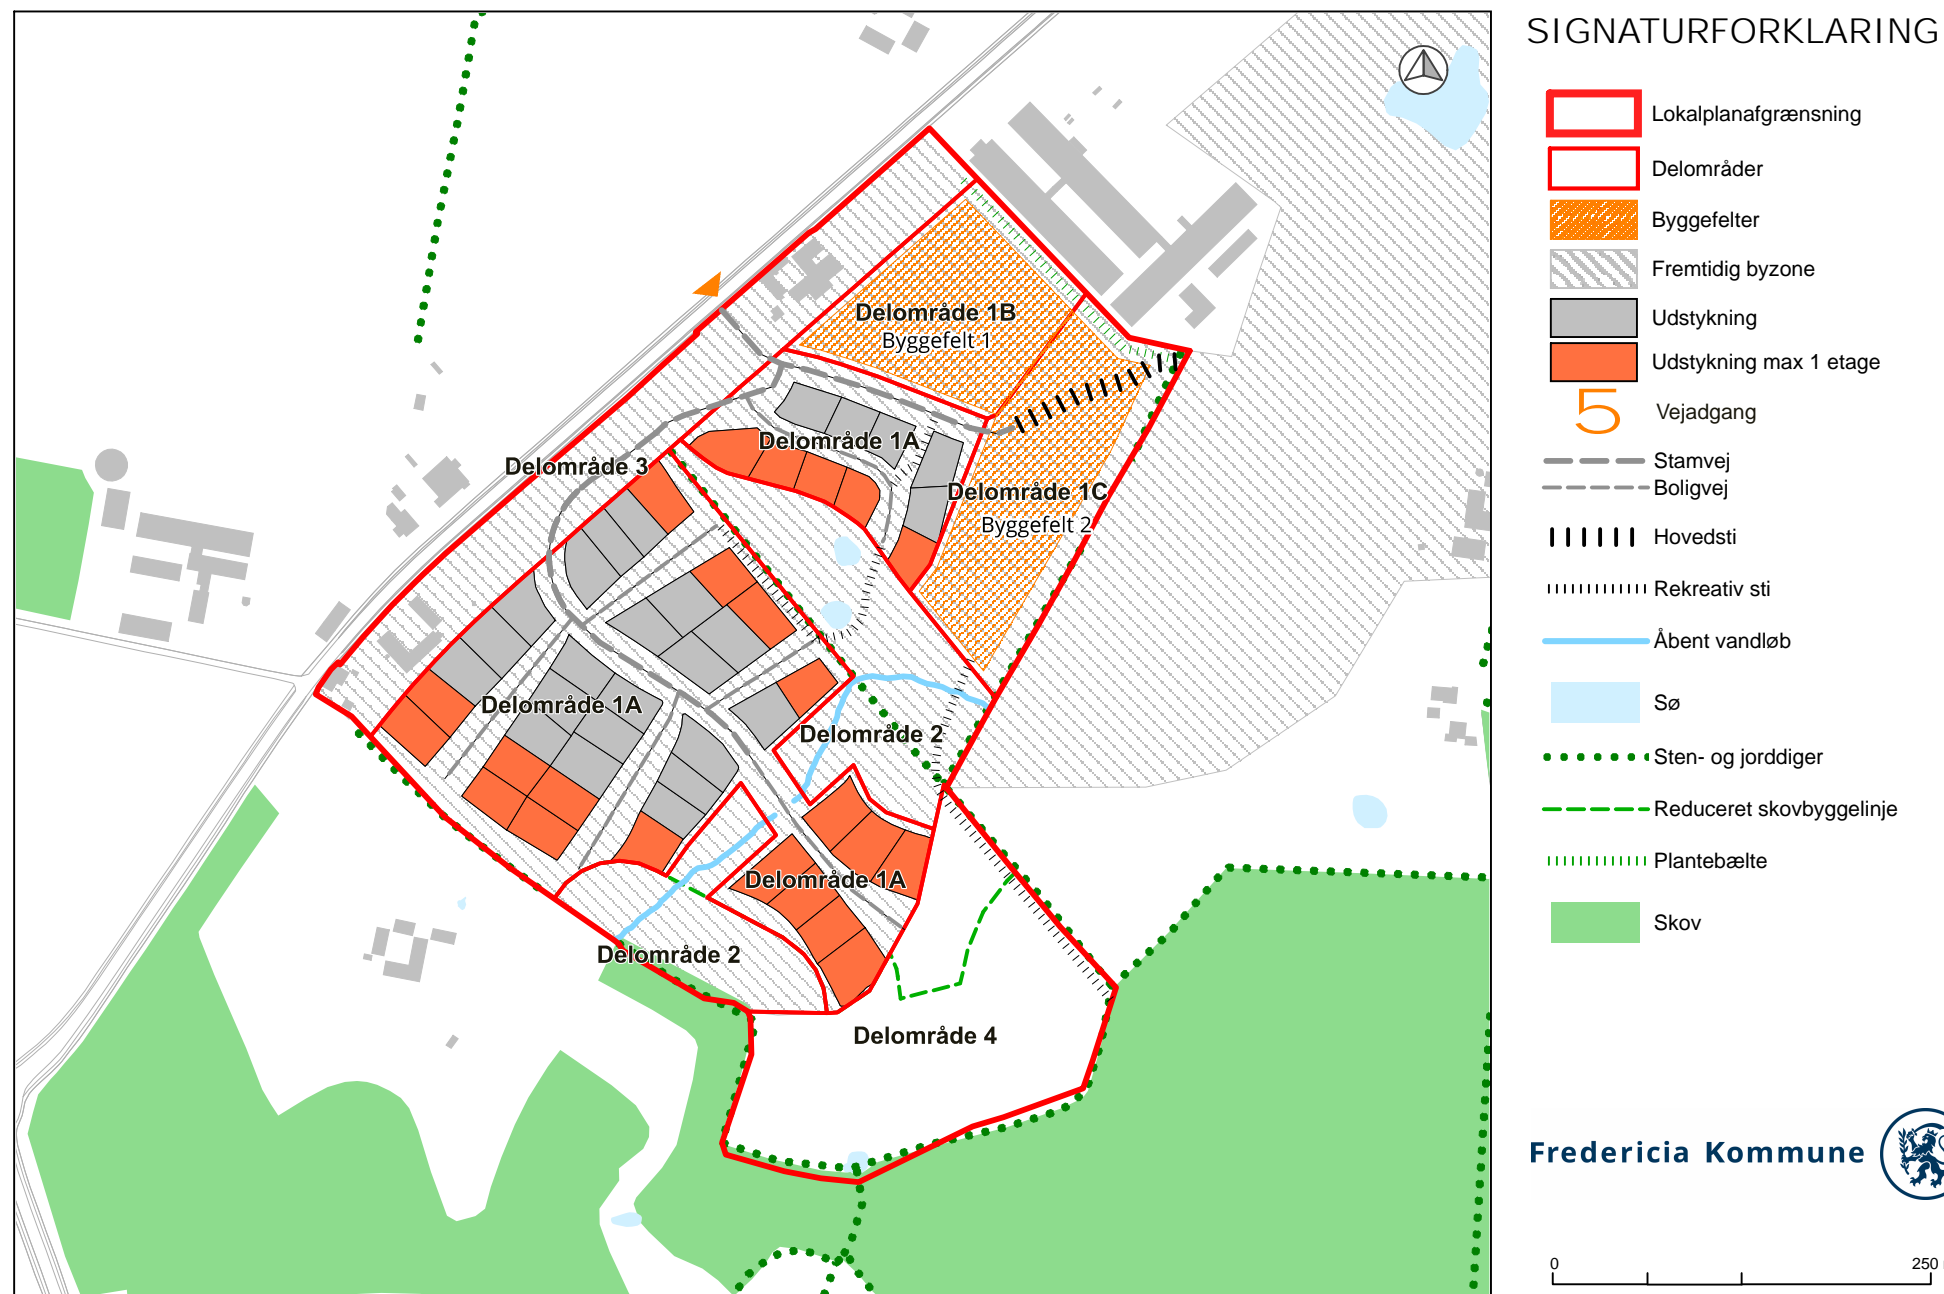 SIGNATURFORKLARING
Lokalplanafgrænsning
Delområder
Byggefelter
Fremtidig byzone
Udstykning
Udstykning max 1 etage
5 Vejadgang
Stamvej
Boligvej
Hovedsti
Rekreativ sti
Åbent vandløb
Sø
Sten- og jorddiger
Reduceret skovbyggelinje
Plantebælte
Skov
Delområde 1B
Byggefelt 1
Delområde 1A
Delområde 3
Delområde 1C
Byggefelt 2
Delområde 1A
Delområde 2
Delområde 1A
Delområde 2
Delområde 4
Fredericia Kommune
0 250